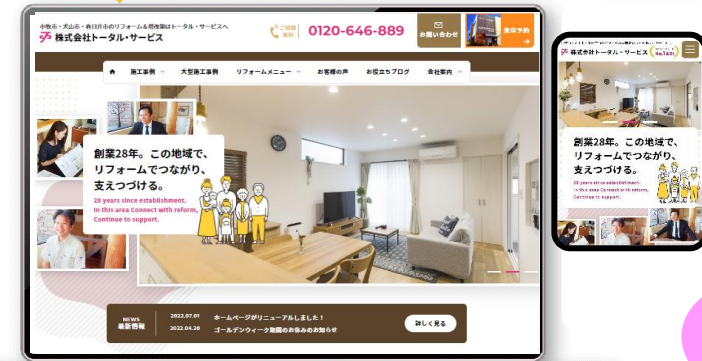 小牧市・犬山市・春日井市のリフォーム&増改築はトータル・サービスへ
株式会社トータル・サービス
ご相談無料
0120-646-889
お問い合わせ
来店予約
施工事例
大型施工事例
リフォームメニュー
お客様の声
お役立ちブログ
会社案内
創業28年。この地域で、
リフォームでつながり、
支えつづける。
28 years since establishment.
In this area Connect with reform,
Continue to support.
NEWS
最新情報
2022.07.01 ホームページがリニューアルしました!
2022.04.28 ゴールデンウィーク期間のお休みのお知らせ
詳しく見る
株式会社トータル・サービス
創業28年。この地域で、
リフォームでつながり、
支えつづける。
28 years since establishment.
In this area Connect with reform,
Continue to support.